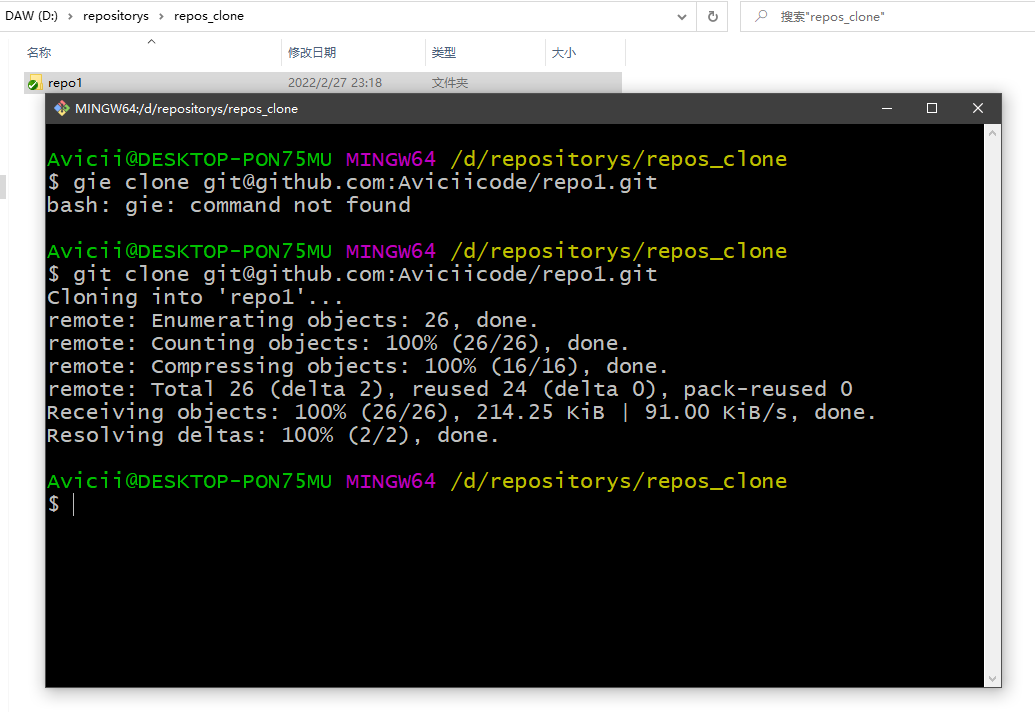 DAW (D:) › repositorys › repos_clone
搜索"repos_clone"
名称 修改日期 类型 大小
repo1 2022/2/27 23:18 文件夹
MINGW64:/d/repositorys/repos_clone
Avicii@DESKTOP-PON75MU MINGW64 /d/repositorys/repos_clone
$ gie clone git@github.com:Aviciicode/repo1.git
bash: gie: command not found
Avicii@DESKTOP-PON75MU MINGW64 /d/repositorys/repos_clone
$ git clone git@github.com:Aviciicode/repo1.git
Cloning into 'repo1'...
remote: Enumerating objects: 26, done.
remote: Counting objects: 100% (26/26), done.
remote: Compressing objects: 100% (16/16), done.
remote: Total 26 (delta 2), reused 24 (delta 0), pack-reused 0
Receiving objects: 100% (26/26), 214.25 KiB | 91.00 KiB/s, done.
Resolving deltas: 100% (2/2), done.
Avicii@DESKTOP-PON75MU MINGW64 /d/repositorys/repos_clone
$